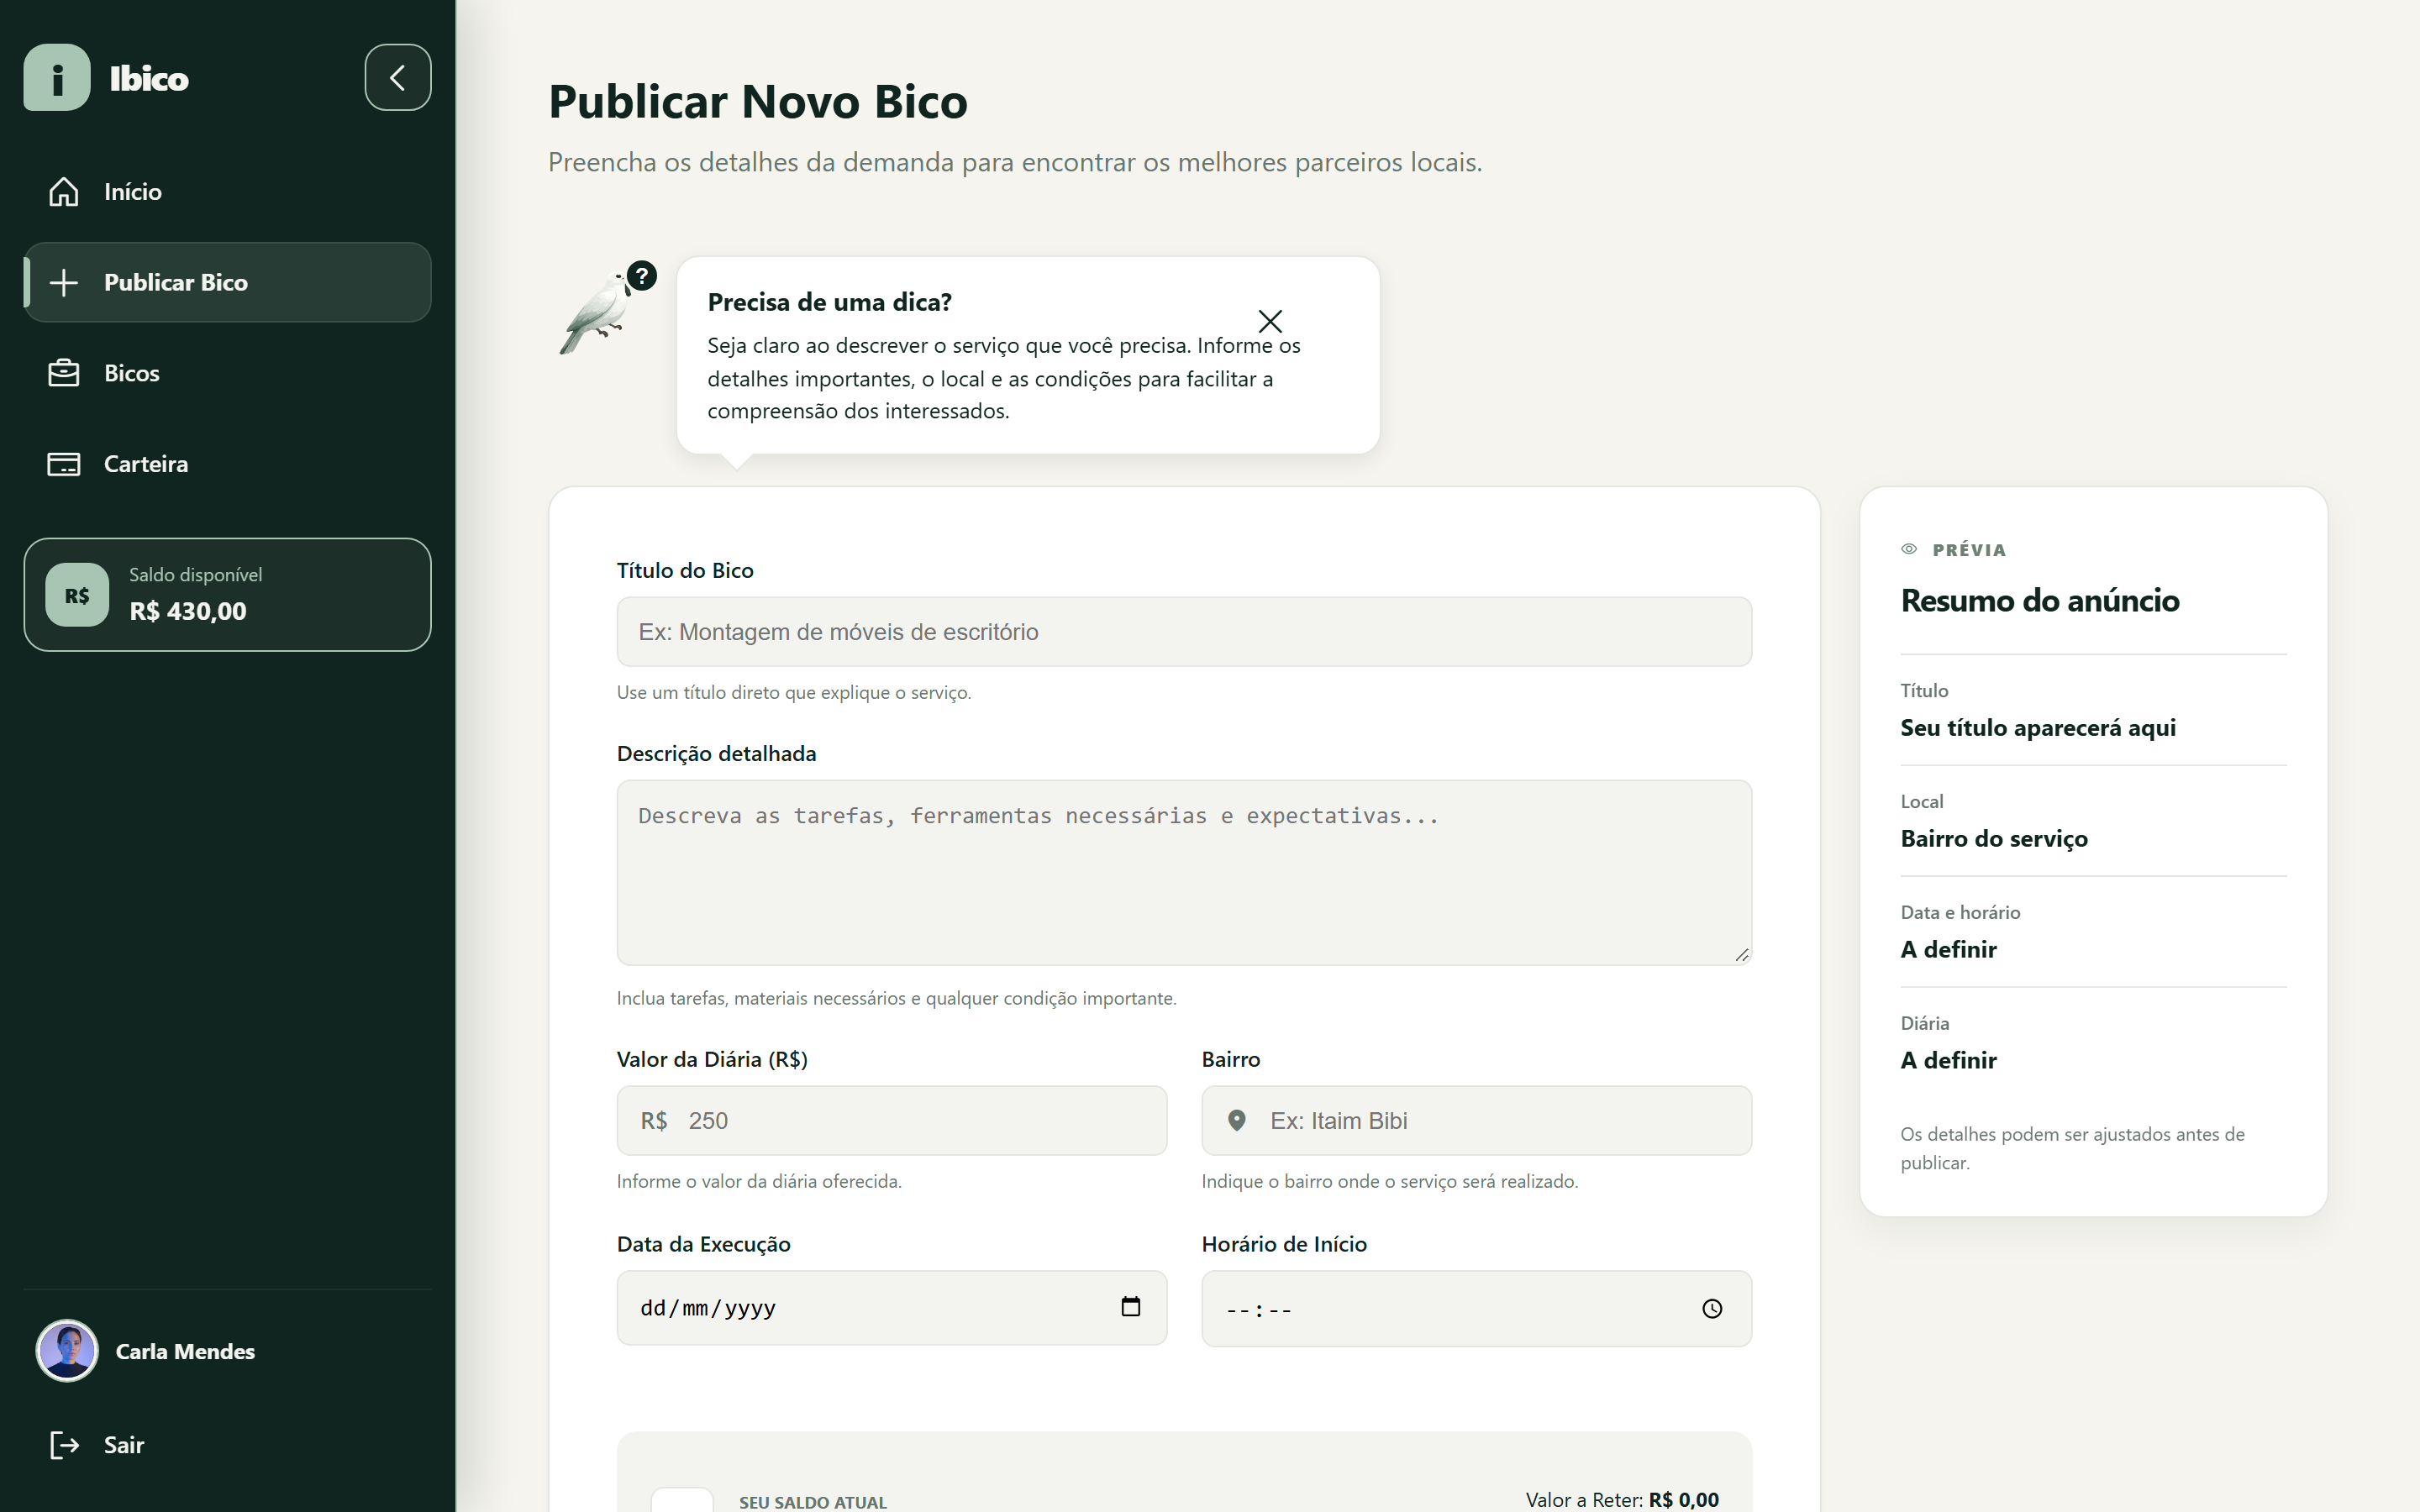 i
Ibico
Início
Publicar Bico
Bicos
Carteira
R$
Saldo disponível
R$ 430,00
Carla Mendes
Sair
Publicar Novo Bico
Preencha os detalhes da demanda para encontrar os melhores parceiros locais.
?
Precisa de uma dica?
Seja claro ao descrever o serviço que você precisa. Informe os
detalhes importantes, o local e as condições para facilitar a
compreensão dos interessados.
Título do Bico
Ex: Montagem de móveis de escritório
Use um título direto que explique o serviço.
Descrição detalhada
Descreva as tarefas, ferramentas necessárias e expectativas...
Inclua tarefas, materiais necessários e qualquer condição importante.
Valor da Diária (R$)
R$ 250
Informe o valor da diária oferecida.
Bairro
Ex: Itaim Bibi
Indique o bairro onde o serviço será realizado.
Data da Execução
dd/mm/yyyy
Horário de Início
--:--
SEU SALDO ATUAL
Valor a Reter: R$ 0,00
PRÉVIA
Resumo do anúncio
Título
Seu título aparecerá aqui
Local
Bairro do serviço
Data e horário
A definir
Diária
A definir
Os detalhes podem ser ajustados antes de
publicar.